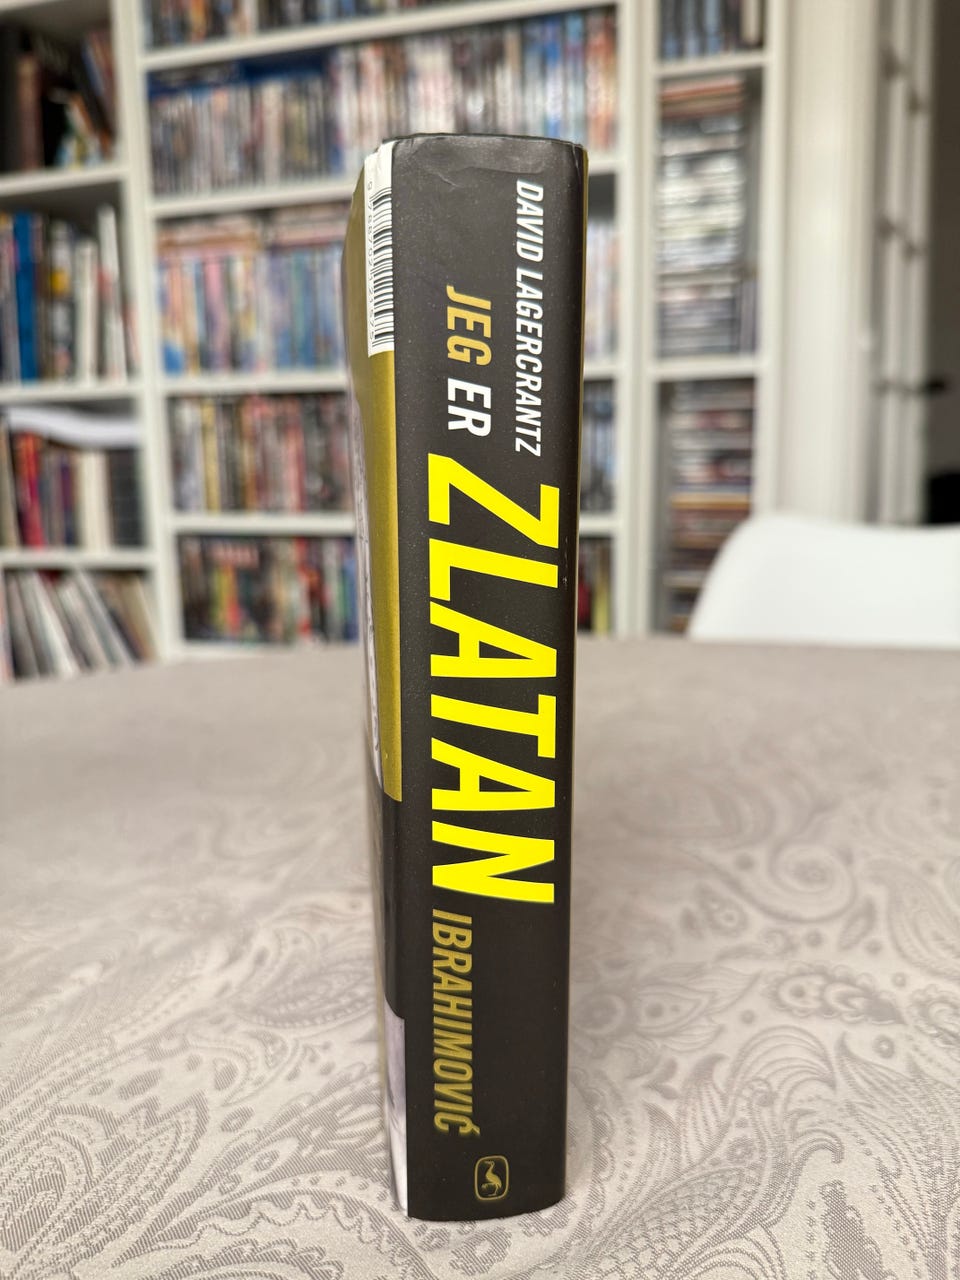 DAVID LAGERCRANTZ
JEG ER
ZLATAN
IBRAHIMOVIĆ